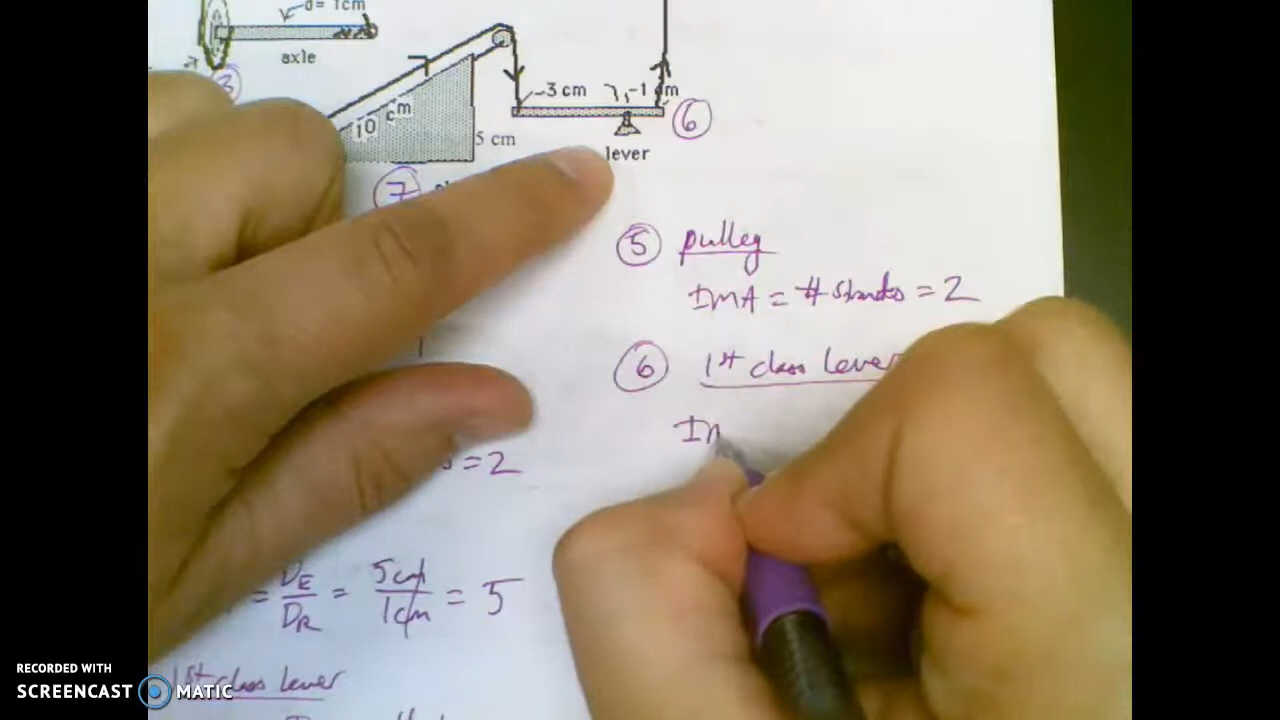 d= 1cm
axle
3
10 cm
5 cm
3 cm
1 cm
6
lever
7
5 pulley
IMA = # strands = 2
6 1st class lever
IM
= 2
= DE/DR = 5cm/1cm = 5
1st class lever
RECORDED WITH
SCREENCAST MATIC